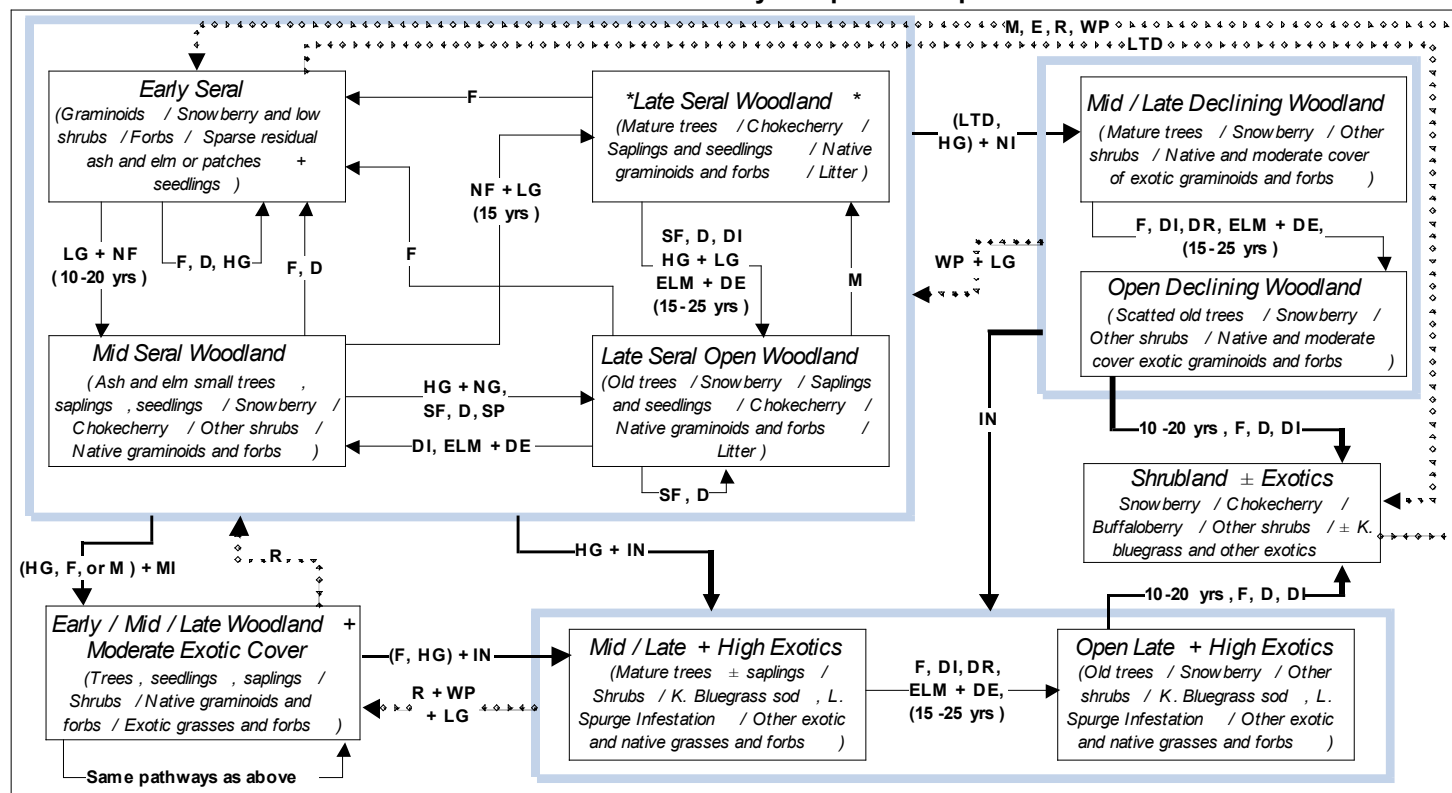 M, E, R, WP
LTD
Early Seral
(Graminoids / Snowberry and low
shrubs / Forbs / Sparse residual
ash and elm or patches +
seedlings )
F
*Late Seral Woodland *
(Mature trees / Chokecherry /
Saplings and seedlings / Native
graminoids and forbs / Litter )
(LTD,
HG) + NI
Mid / Late Declining Woodland
(Mature trees / Snowberry / Other
shrubs / Native and moderate cover
of exotic graminoids and forbs )
LG + NF
(10-20 yrs)
F, D, HG
F, D
NF + LG
(15 yrs)
F
SF, D, DI
HG + LG
ELM + DE
(15-25 yrs)
M
WP + LG
F, DI, DR, ELM + DE,
(15-25 yrs)
Open Declining Woodland
(Scatted old trees / Snowberry /
Other shrubs / Native and moderate
cover exotic graminoids and forbs )
Mid Seral Woodland
(Ash and elm small trees ,
saplings , seedlings / Snowberry /
Chokecherry / Other shrubs /
Native graminoids and forbs )
HG + NG,
SF, D, SP
DI, ELM + DE
Late Seral Open Woodland
(Old trees / Snowberry / Saplings
and seedlings / Chokecherry /
Native graminoids and forbs /
Litter )
SF, D
IN
10 -20 yrs , F, D, DI
Shrubland ± Exotics
Snowberry / Chokecherry /
Buffaloberry / Other shrubs / ± K.
bluegrass and other exotics
(HG, F, or M ) + MI
R
HG + IN
10-20 yrs , F, D, DI
Early / Mid / Late Woodland +
Moderate Exotic Cover
(Trees , seedlings , saplings /
Shrubs / Native graminoids and
forbs / Exotic grasses and forbs )
Same pathways as above
(F, HG) + IN
R + WP
+ LG
Mid / Late + High Exotics
(Mature trees ± saplings /
Shrubs / K. Bluegrass sod , L.
Spurge Infestation / Other exotic
and native grasses and forbs )
F, DI, DR,
ELM + DE,
(15 -25 yrs )
Open Late + High Exotics
(Old trees / Snowberry / Other
shrubs / K. Bluegrass sod , L.
Spurge Infestation / Other exotic
and native grasses and forbs )